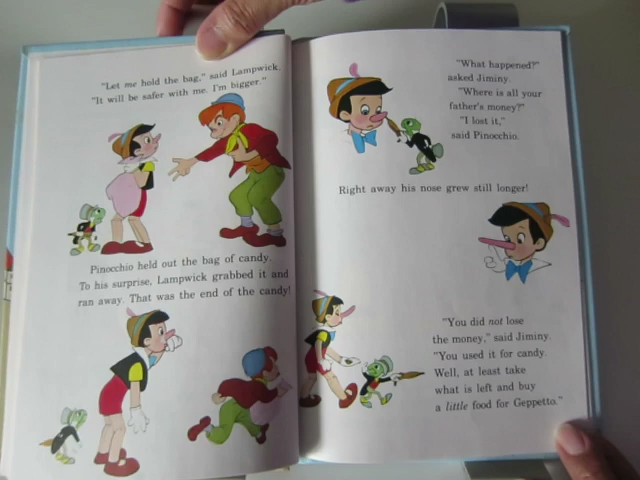 "Let me hold the bag," said Lampwick.
"It will be safer with me. I'm bigger."
Pinocchio held out the bag of candy.
To his surprise, Lampwick grabbed it and
ran away. That was the end of the candy!
"What happened?"
asked Jiminy.
"Where is all your
father's money?"
"I lost it,"
said Pinocchio.
Right away his nose grew still longer!
"You did not lose
the money," said Jiminy.
"You used it for candy.
Well, at least take
what is left and buy
a little food for Geppetto."